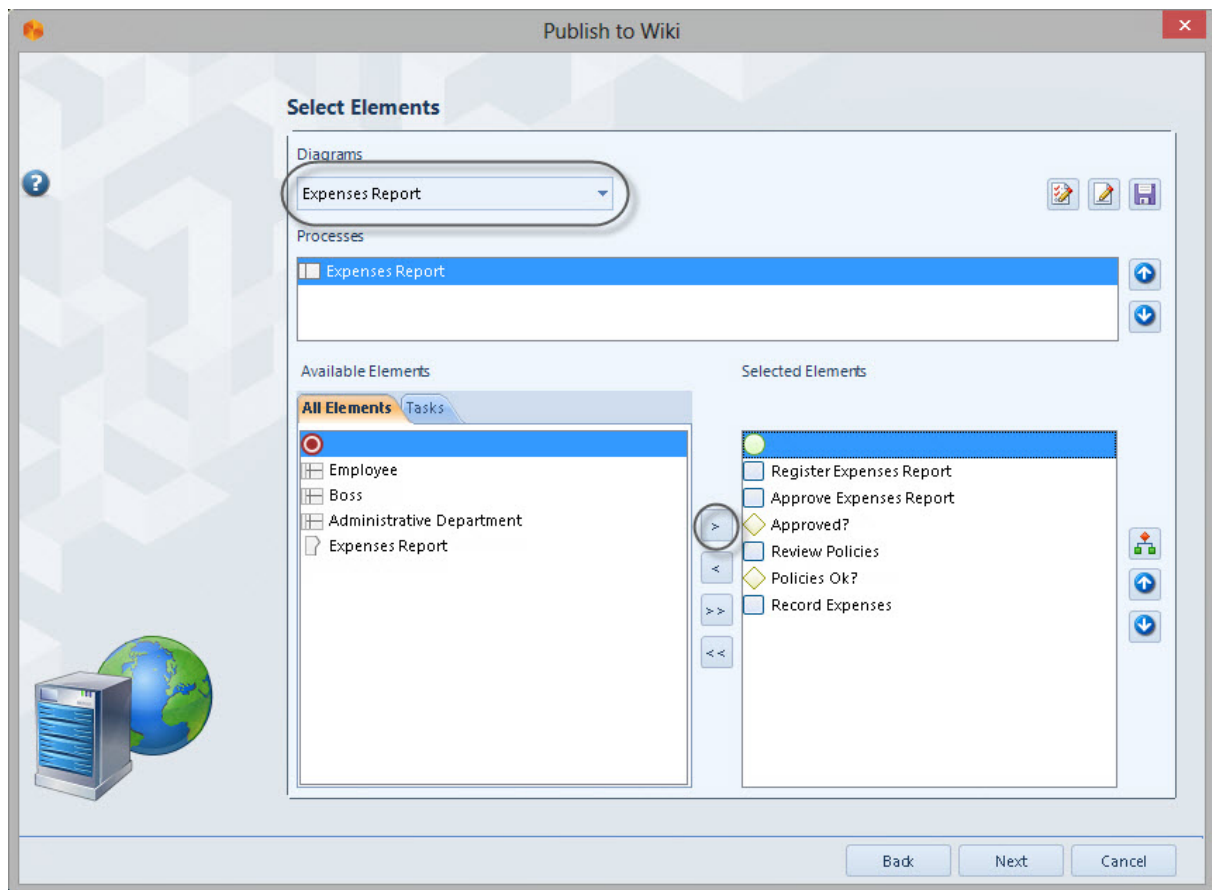 Publish to Wiki
Select Elements
Diagrams
Expenses Report
Processes
Expenses Report
Available Elements
Selected Elements
All Elements
Tasks
Employee
Boss
Administrative Department
Expenses Report
>
<
>>
<<
Register Expenses Report
Approve Expenses Report
Approved?
Review Policies
Policies Ok?
Record Expenses
Back
Next
Cancel